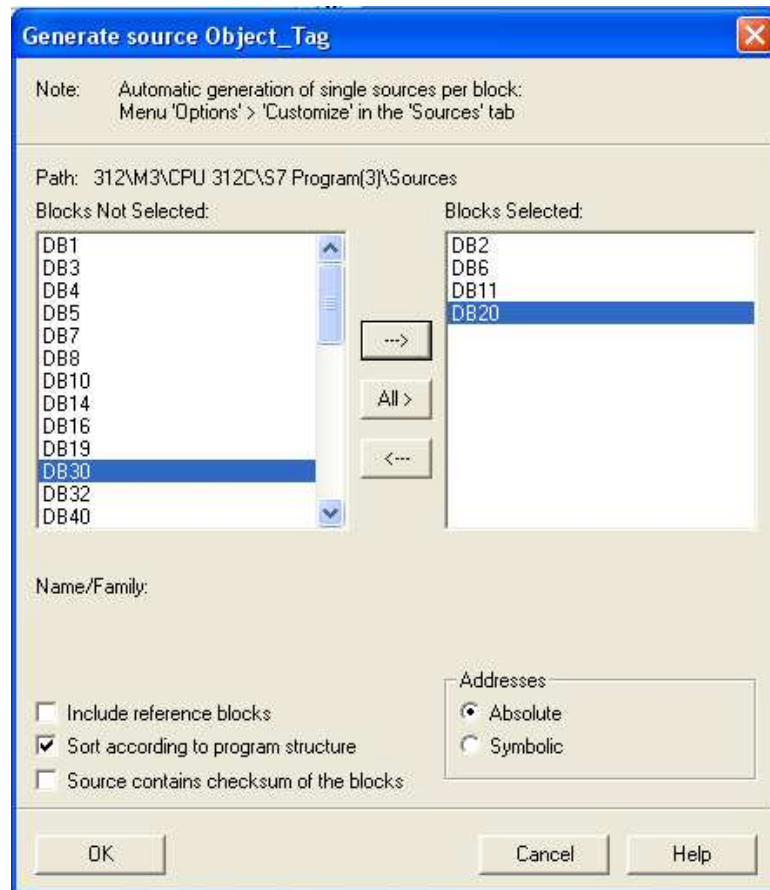 Generate source Object_Tag
Note: Automatic generation of single sources per block:
Menu 'Options' > 'Customize' in the 'Sources' tab
Path: 312\M3\CPU 312C\S7 Program(3)\Sources
Blocks Not Selected:
DB1
DB3
DB4
DB5
DB7
DB8
DB10
DB14
DB16
DB19
DB30
DB32
DB40
--->
All >
<---
Blocks Selected:
DB2
DB6
DB11
DB20
Name/Family:
Include reference blocks
Sort according to program structure
Source contains checksum of the blocks
Addresses
Absolute
Symbolic
OK
Cancel
Help